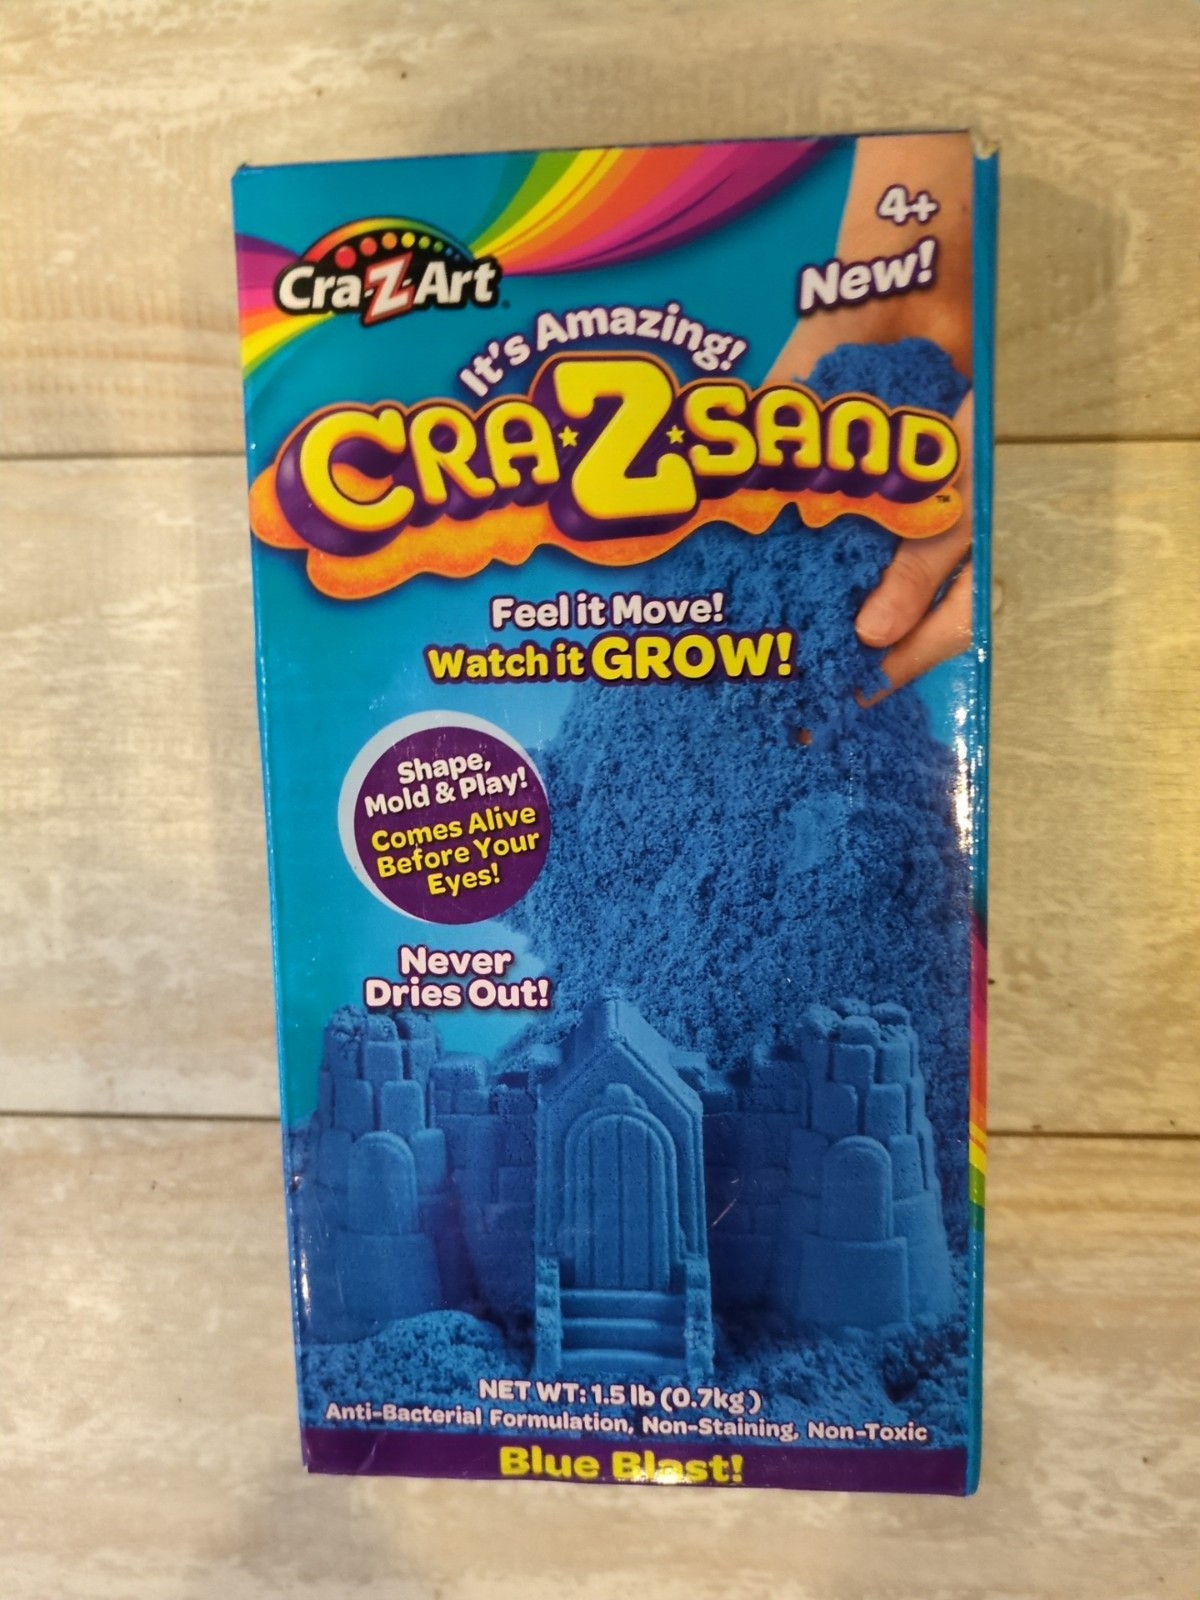 4+
New!
Cra-Z-Art
It's Amazing!
CRA★Z★SAND™
Feel it Move!
Watch it GROW!
Shape,
Mold & Play!
Comes Alive
Before Your
Eyes!
Never
Dries Out!
NET WT: 1.5 lb (0.7kg )
Anti-Bacterial Formulation, Non-Staining, Non-Toxic
Blue Blast!